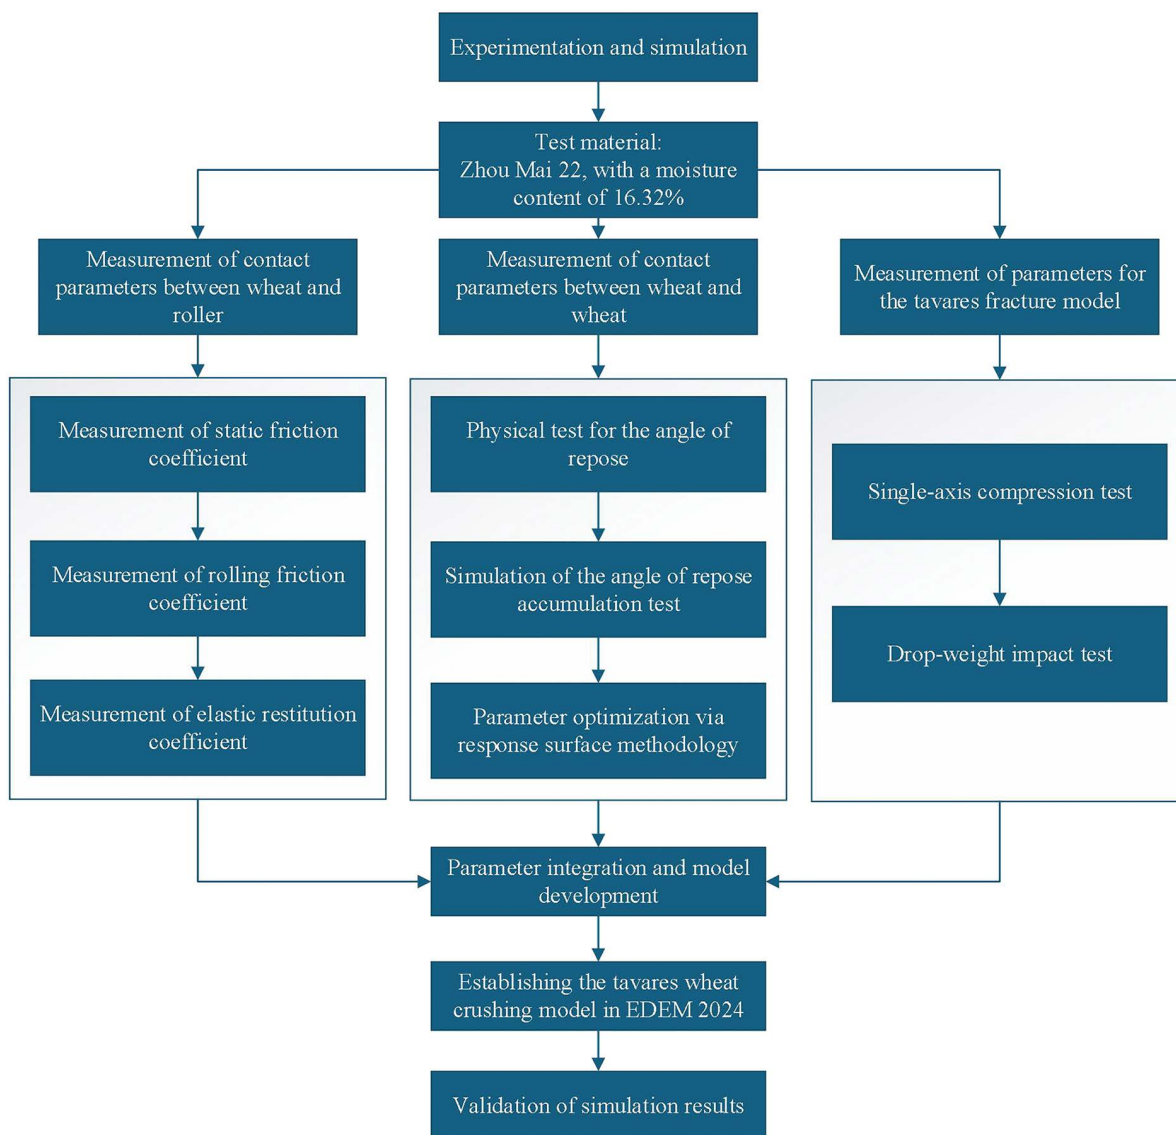 Experimentation and simulation
Test material:
Zhou Mai 22, with a moisture
content of 16.32%
Measurement of contact
parameters between wheat and
roller
Measurement of contact
parameters between wheat and
wheat
Measurement of parameters for
the tavares fracture model
Measurement of static friction
coefficient
Measurement of rolling friction
coefficient
Measurement of elastic restitution
coefficient
Physical test for the angle of
repose
Simulation of the angle of repose
accumulation test
Parameter optimization via
response surface methodology
Single-axis compression test
Drop-weight impact test
Parameter integration and model
development
Establishing the tavares wheat
crushing model in EDEM 2024
Validation of simulation results